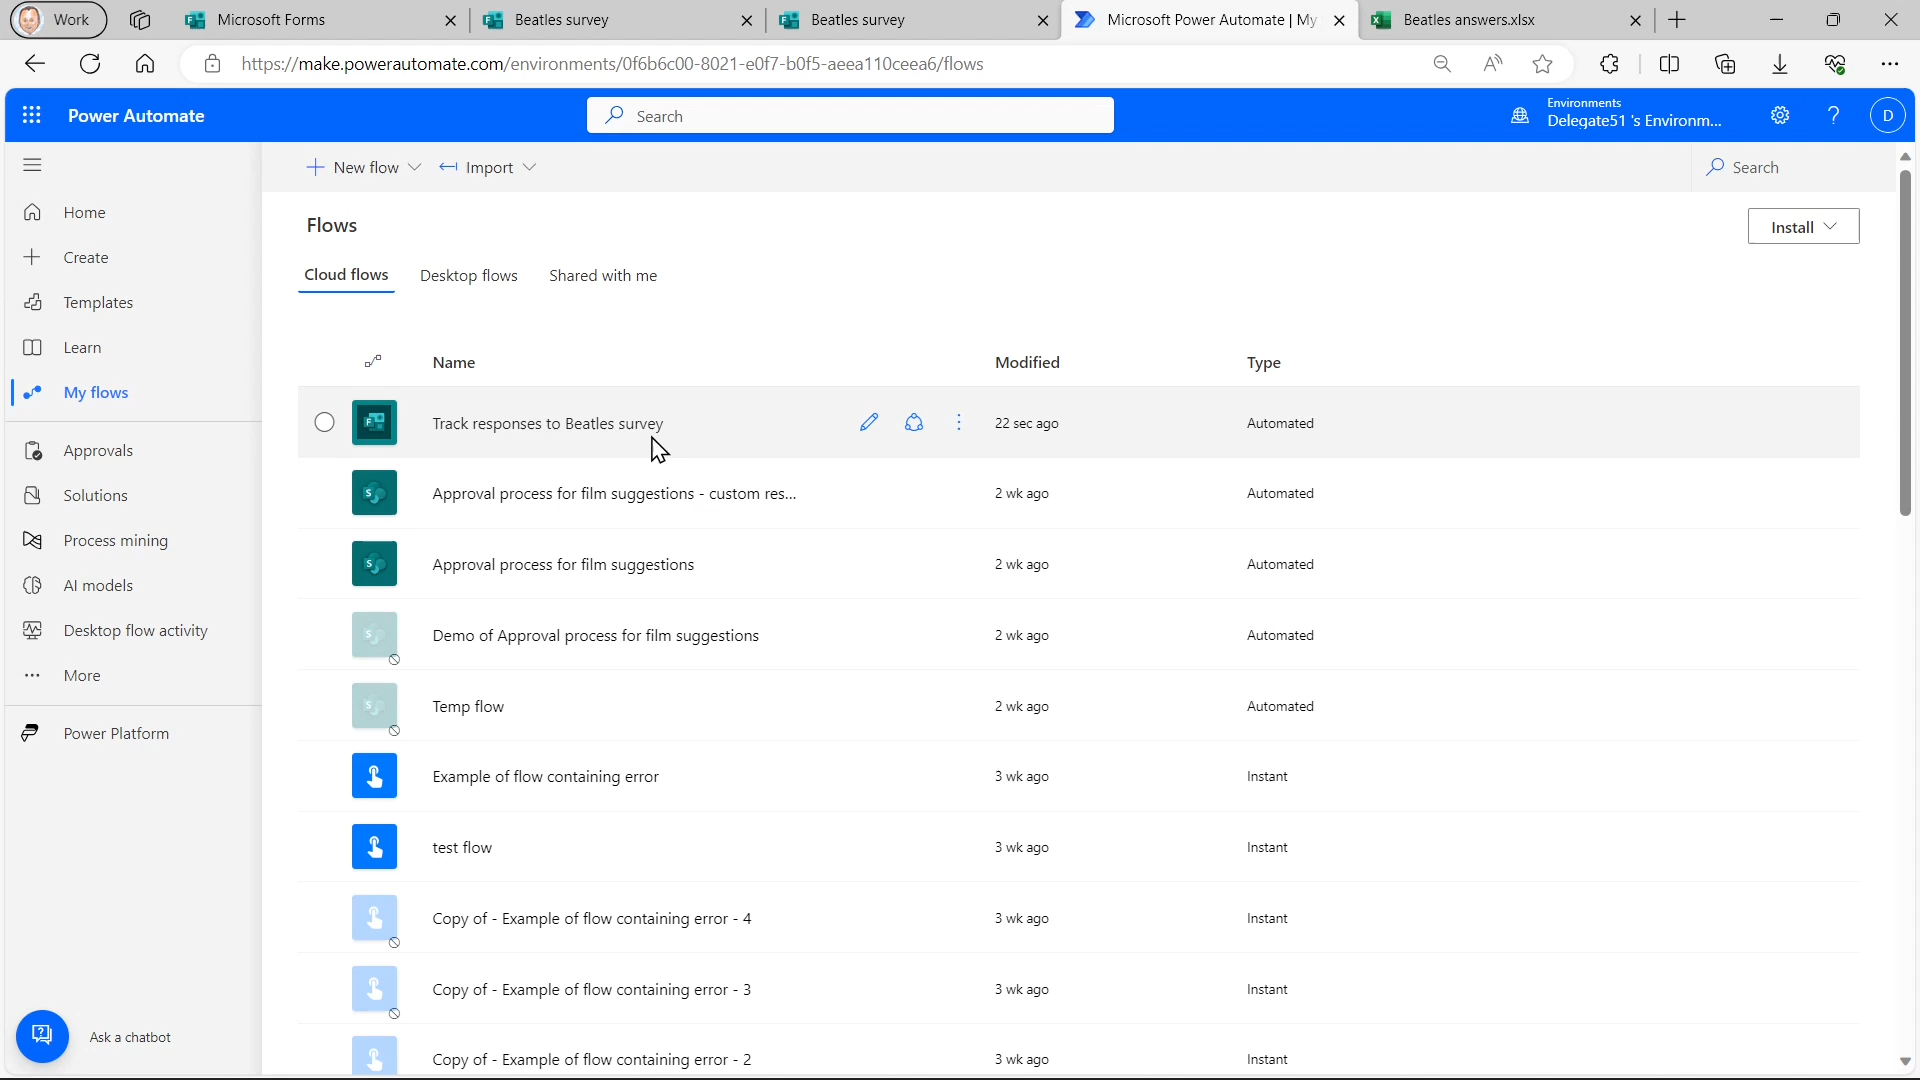 Work
Microsoft Forms
Beatles survey
Beatles survey
Microsoft Power Automate | My
Beatles answers.xlsx
https://make.powerautomate.com/environments/0f6b6c00-8021-e0f7-b0f5-aeea110ceea6/flows
Power Automate
Search
Environments
Delegate51 's Environm...
?
D
New flow
Import
Search
Home
Create
Templates
Learn
My flows
Approvals
Solutions
Process mining
AI models
Desktop flow activity
More
Power Platform
Ask a chatbot
Flows
Install
Cloud flows
Desktop flows
Shared with me
Name
Modified
Type
Track responses to Beatles survey
22 sec ago
Automated
Approval process for film suggestions - custom res...
2 wk ago
Automated
Approval process for film suggestions
2 wk ago
Automated
Demo of Approval process for film suggestions
2 wk ago
Automated
Temp flow
2 wk ago
Automated
Example of flow containing error
3 wk ago
Instant
test flow
3 wk ago
Instant
Copy of - Example of flow containing error - 4
3 wk ago
Instant
Copy of - Example of flow containing error - 3
3 wk ago
Instant
Copy of - Example of flow containing error - 2
3 wk ago
Instant